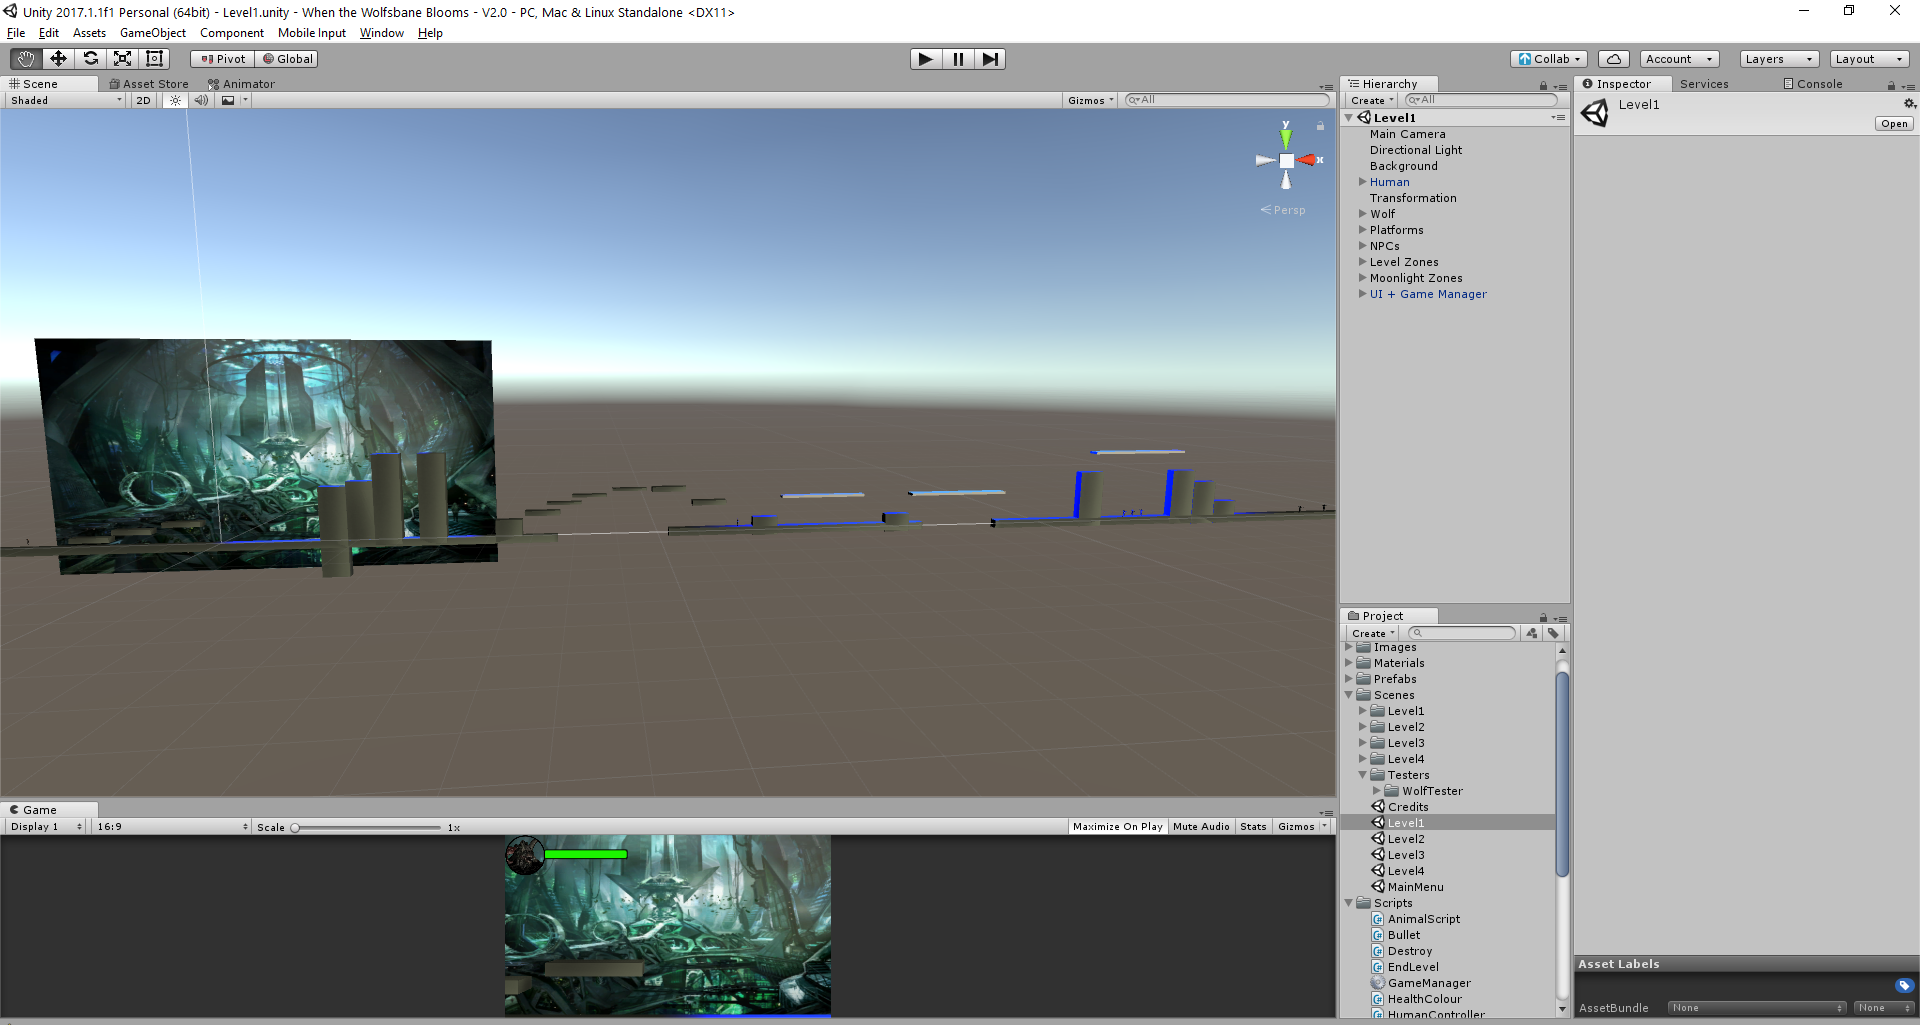 Unity 2017.1.1f1 Personal (64bit) - Level1.unity - When the Wolfsbane Blooms - V2.0 - PC, Mac & Linux Standalone <DX11>
File Edit Assets GameObject Component Mobile Input Window Help
Pivot Global Collab Account Layers Layout
Scene Asset Store Animator
Shaded 2D Gizmos All
y
x
Persp
Hierarchy
Create All
Level1
Main Camera
Directional Light
Background
Human
Transformation
Wolf
Platforms
NPCs
Level Zones
Moonlight Zones
UI + Game Manager
Inspector Services Console
Level1
Open
Project
Create
Images
Materials
Prefabs
Scenes
Level1
Level2
Level3
Level4
Testers
WolfTester
Credits
Level1
Level2
Level3
Level4
MainMenu
Scripts
AnimalScript
Bullet
Destroy
EndLevel
GameManager
HealthColour
HumanController
Game
Display 1 16:9 Scale 1x Maximize On Play Mute Audio Stats Gizmos
Asset Labels
AssetBundle None None